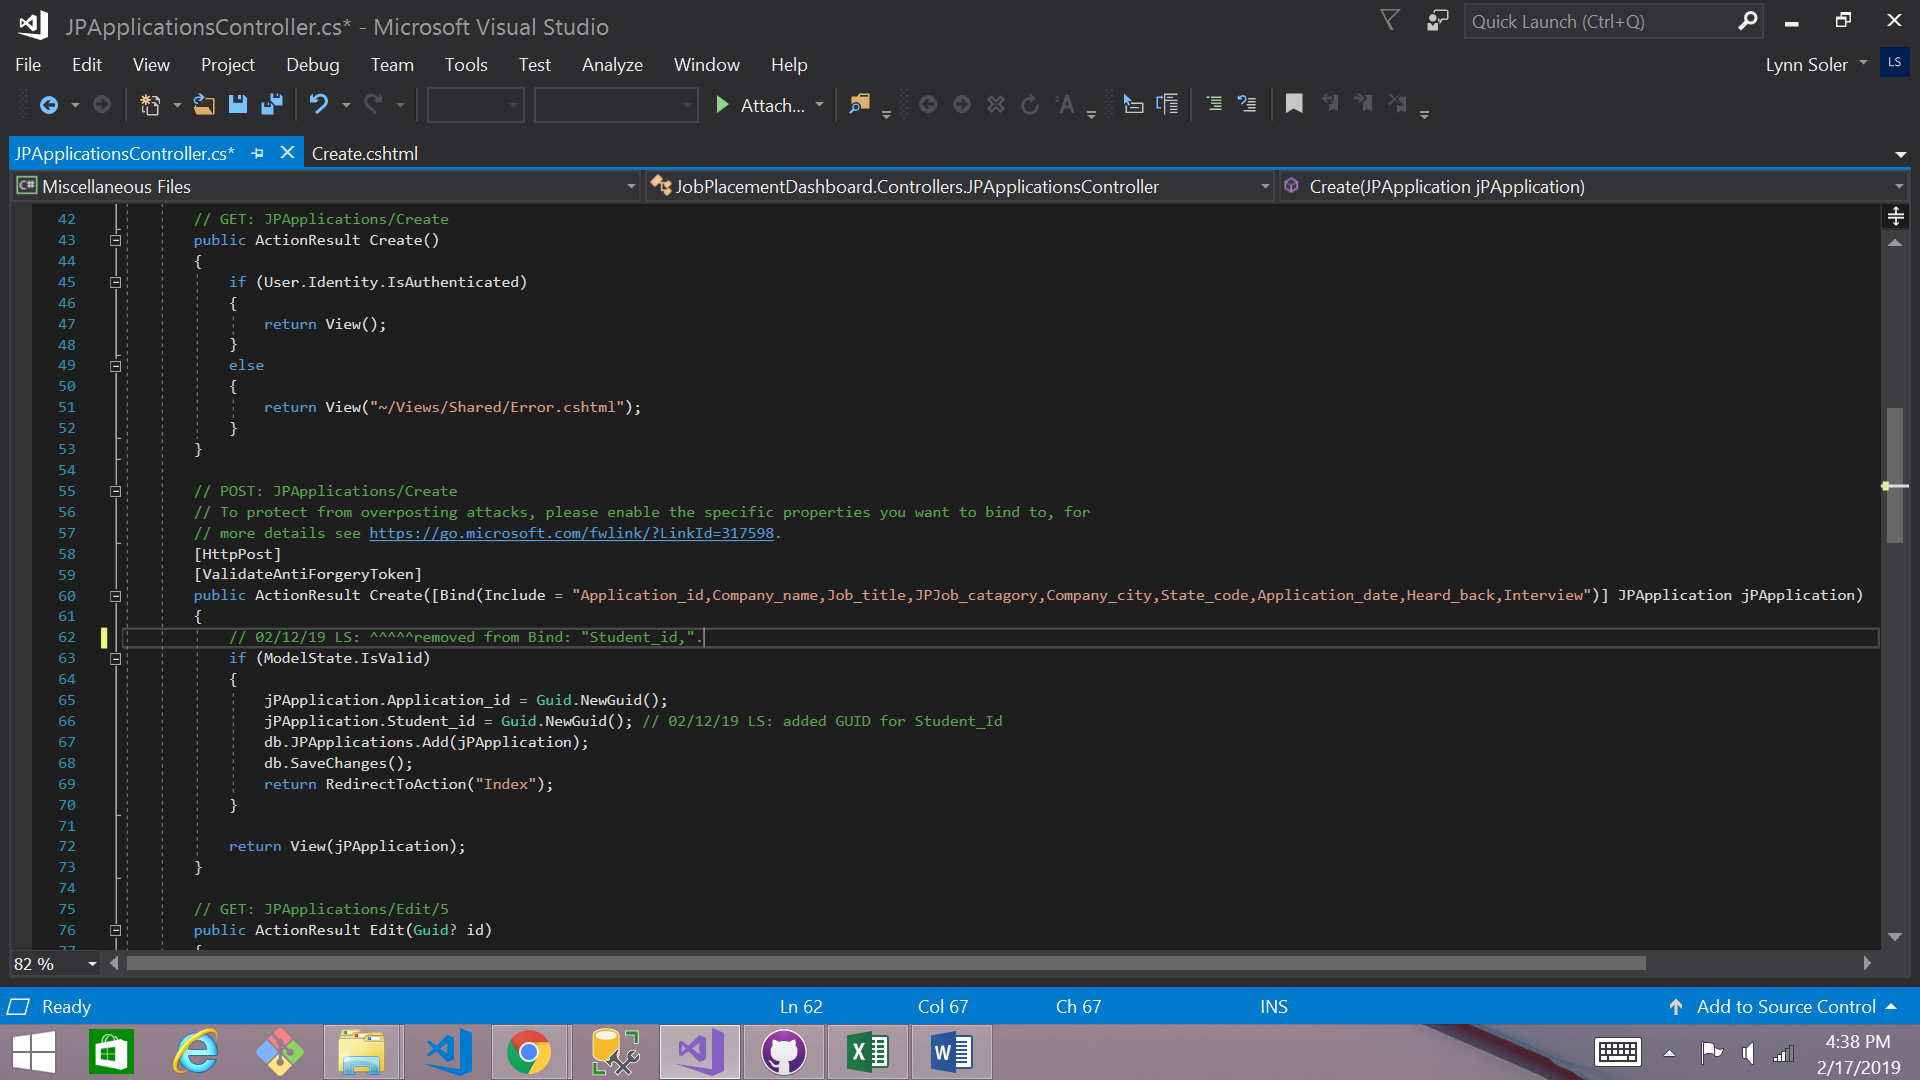 JPApplicationsController.cs* - Microsoft Visual Studio
Quick Launch (Ctrl+Q)
File Edit View Project Debug Team Tools Test Analyze Window Help
Lynn Soler LS
Attach...
JPApplicationsController.cs* Create.cshtml
C# Miscellaneous Files JobPlacementDashboard.Controllers.JPApplicationsController Create(JPApplication jPApplication)
42 // GET: JPApplications/Create
43 public ActionResult Create()
44 {
45 if (User.Identity.IsAuthenticated)
46 {
47 return View();
48 }
49 else
50 {
51 return View("~/Views/Shared/Error.cshtml");
52 }
53 }
54
55 // POST: JPApplications/Create
56 // To protect from overposting attacks, please enable the specific properties you want to bind to, for
57 // more details see https://go.microsoft.com/fwlink/?LinkId=317598.
58 [HttpPost]
59 [ValidateAntiForgeryToken]
60 public ActionResult Create([Bind(Include = "Application_id,Company_name,Job_title,JPJob_catagory,Company_city,State_code,Application_date,Heard_back,Interview")] JPApplication jPApplication)
61 {
62 // 02/12/19 LS: ^^^^^removed from Bind: "Student_id,".
63 if (ModelState.IsValid)
64 {
65 jPApplication.Application_id = Guid.NewGuid();
66 jPApplication.Student_id = Guid.NewGuid(); // 02/12/19 LS: added GUID for Student_Id
67 db.JPApplications.Add(jPApplication);
68 db.SaveChanges();
69 return RedirectToAction("Index");
70 }
71
72 return View(jPApplication);
73 }
74
75 // GET: JPApplications/Edit/5
76 public ActionResult Edit(Guid? id)
77 {
82 %
Ready Ln 62 Col 67 Ch 67 INS Add to Source Control
4:38 PM
2/17/2019